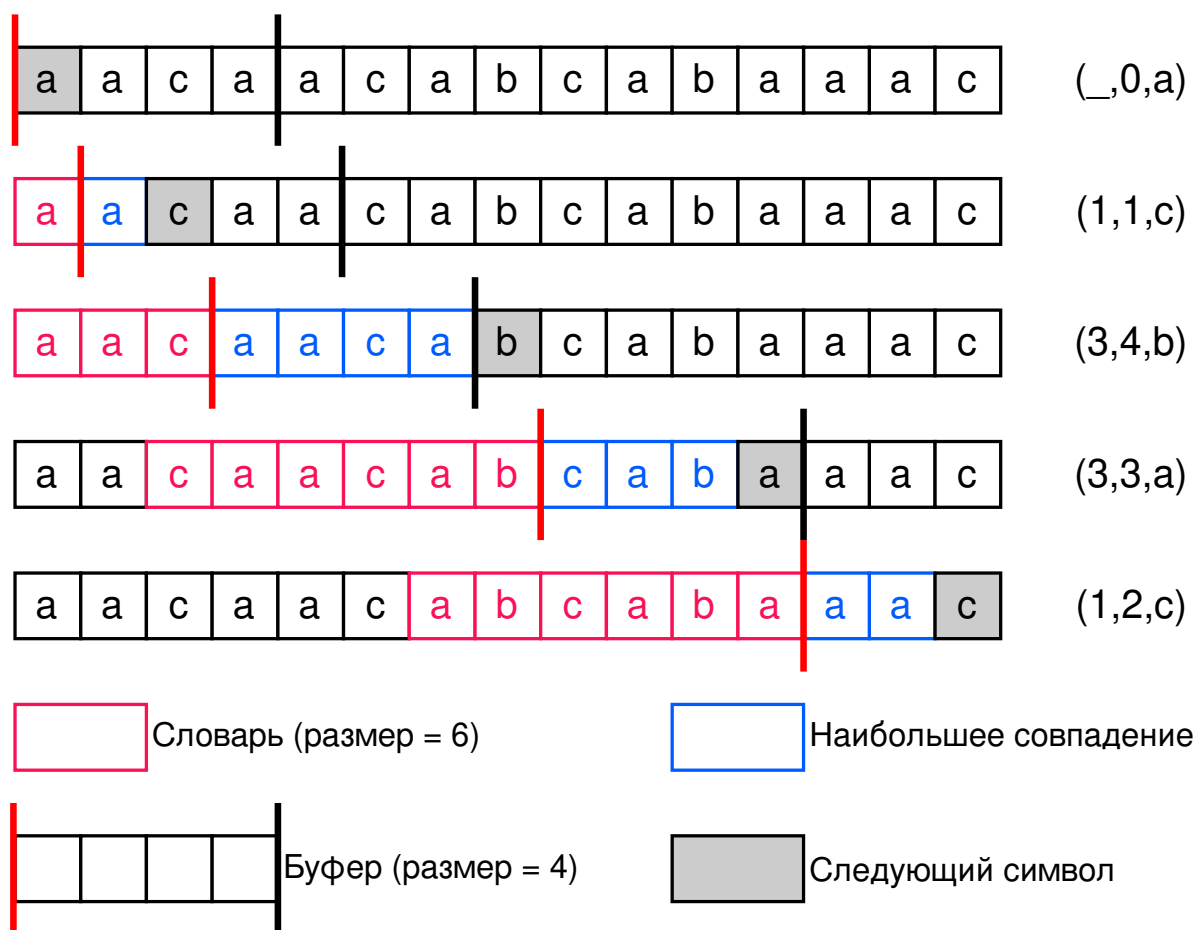 a a c a a c a b c a b a a a c (_,0,a)
a a c a a c a b c a b a a a c (1,1,c)
a a c a a c a b c a b a a a c (3,4,b)
a a c a a c a b c a b a a a c (3,3,a)
a a c a a c a b c a b a a a c (1,2,c)
Словарь (размер = 6) Наибольшее совпадение
Буфер (размер = 4) Следующий символ